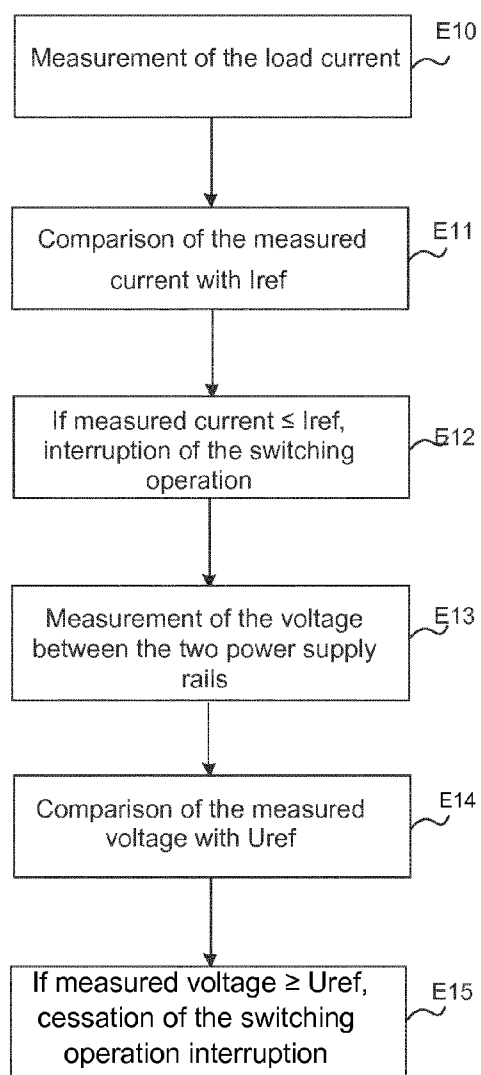 E10
Measurement of the load current
E11
Comparison of the measured
current with Iref
If measured current ≤ Iref,
interruption of the switching
operation
E12
Measurement of the voltage
between the two power supply
rails
E13
Comparison of the measured
voltage with Uref
E14
If measured voltage ≥ Uref,
cessation of the switching
operation interruption
E15